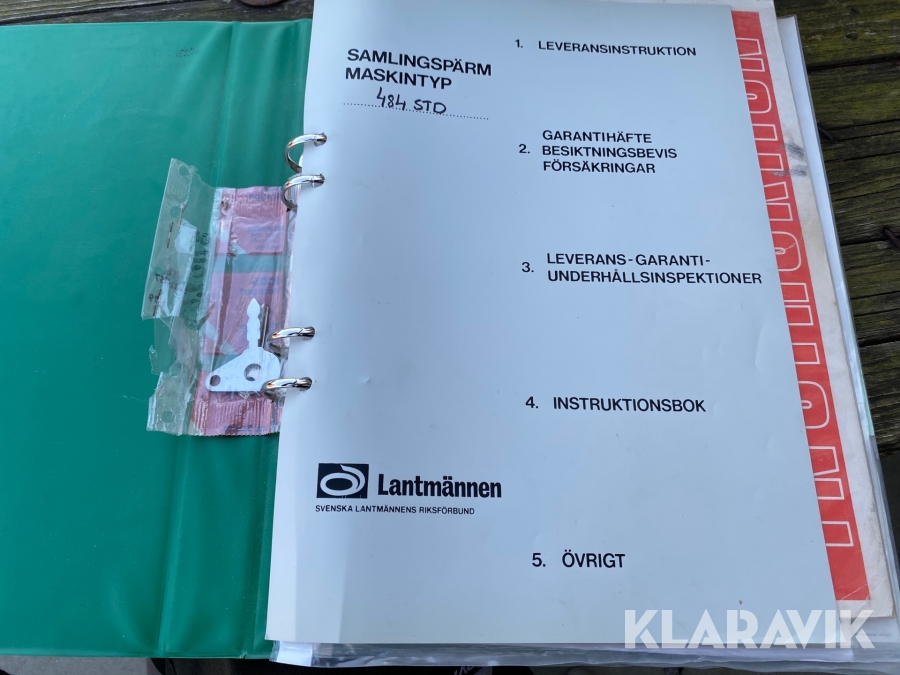 SAMLINGSPÄRM
MASKINTYP
484 STD
1. LEVERANSINSTRUKTION
2. GARANTIHÄFTE
BESIKTNINGSBEVIS
FÖRSÄKRINGAR
3. LEVERANS-GARANTI-
UNDERHÅLLSINSPEKTIONER
4. INSTRUKTIONSBOK
5. ÖVRIGT
Lantmännen
SVENSKA LANTMÄNNENS RIKSFÖRBUND
KLARAVIK